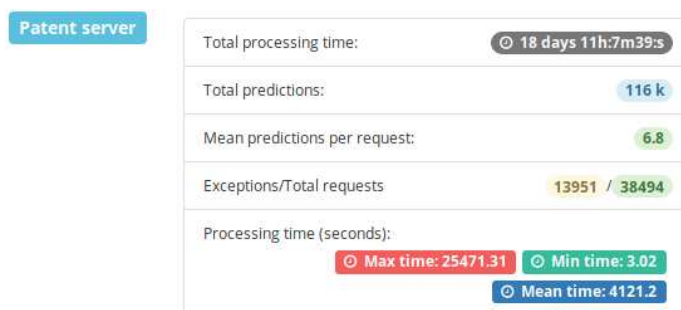 Patent server
Total processing time: 18 days 11h:7m39:s
Total predictions: 116 k
Mean predictions per request: 6.8
Exceptions/Total requests 13951 / 38494
Processing time (seconds):
Max time: 25471.31 Min time: 3.02
Mean time: 4121.2